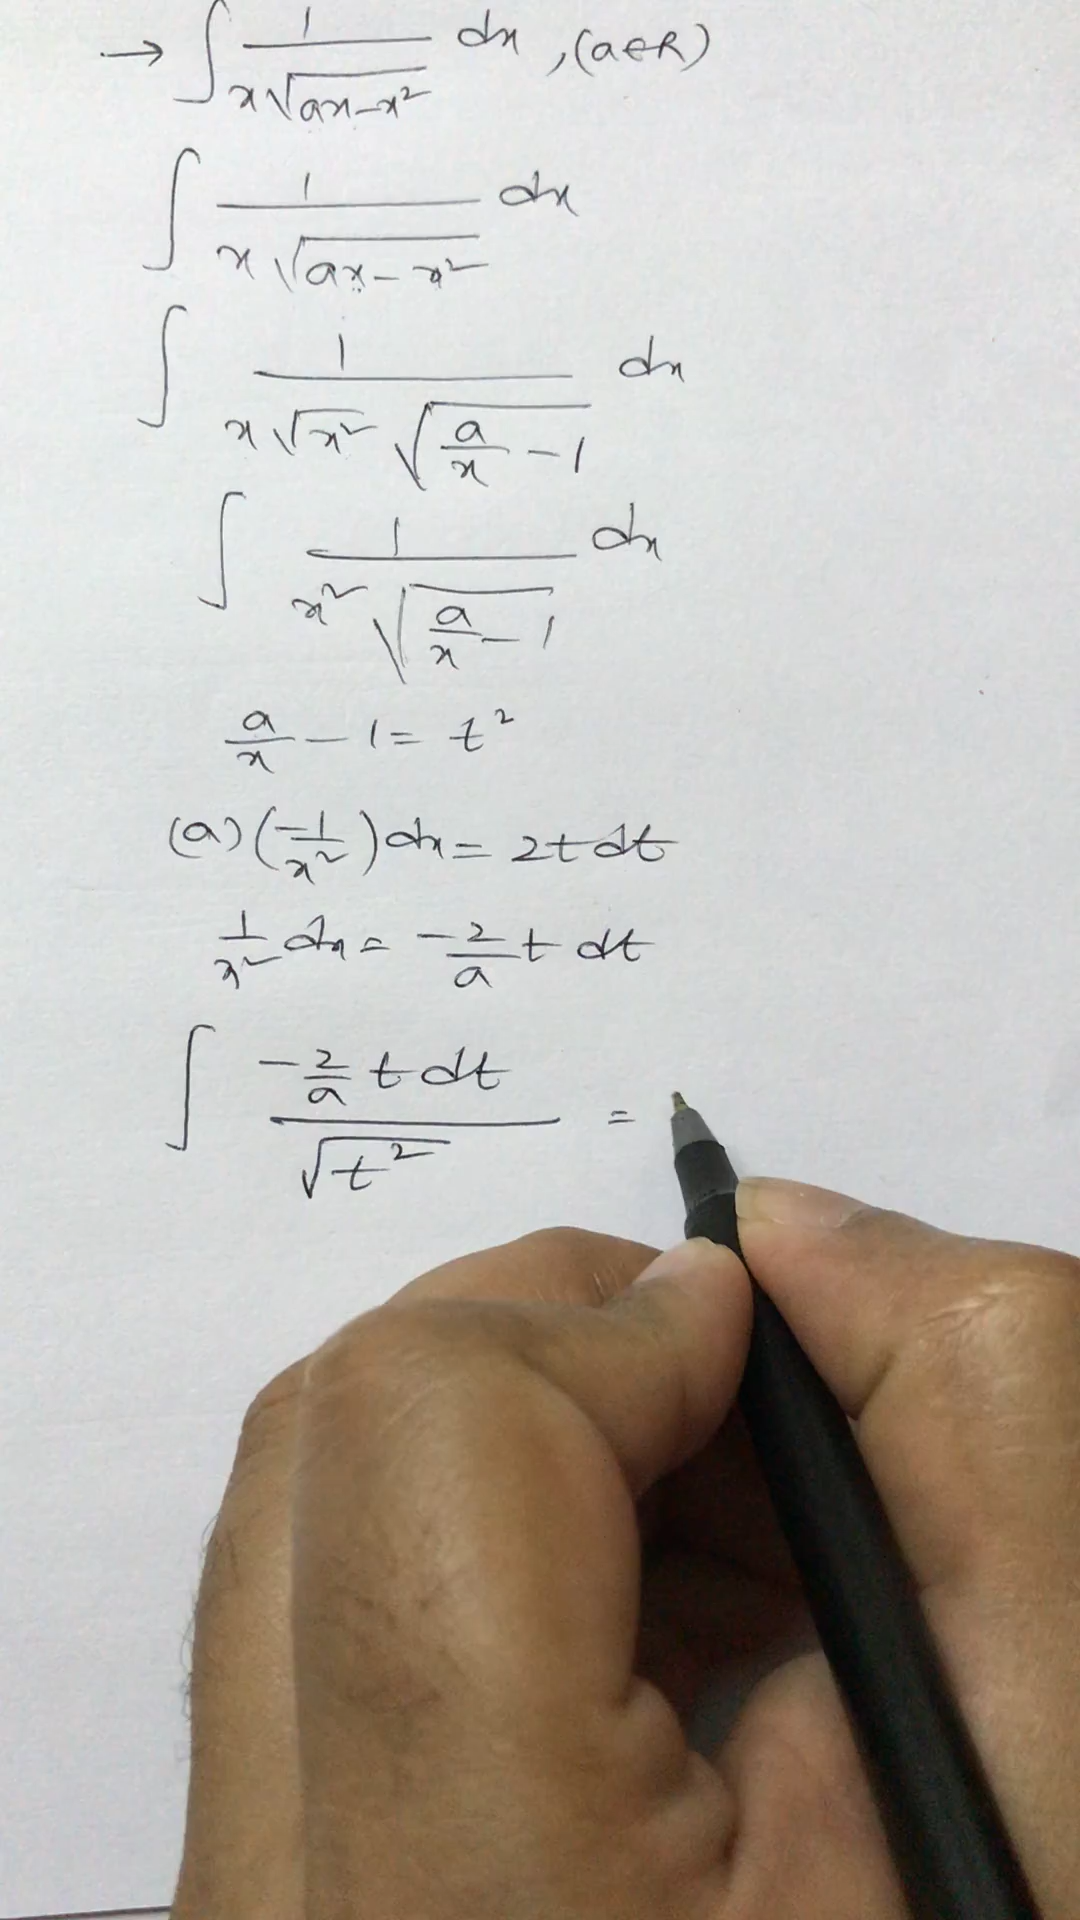 → ∫ 1/(x√(ax-x²)) dx , (a∈R)
∫ 1/(x√(ax-x²)) dx
∫ 1/(x√(x²) √(a/x - 1)) dx
∫ 1/(x² √(a/x - 1)) dx
a/x - 1 = t²
(a)(-1/x²) dx = 2t dt
1/x² dx = -2/a t dt
∫ (-2/a t dt)/√(t²) =